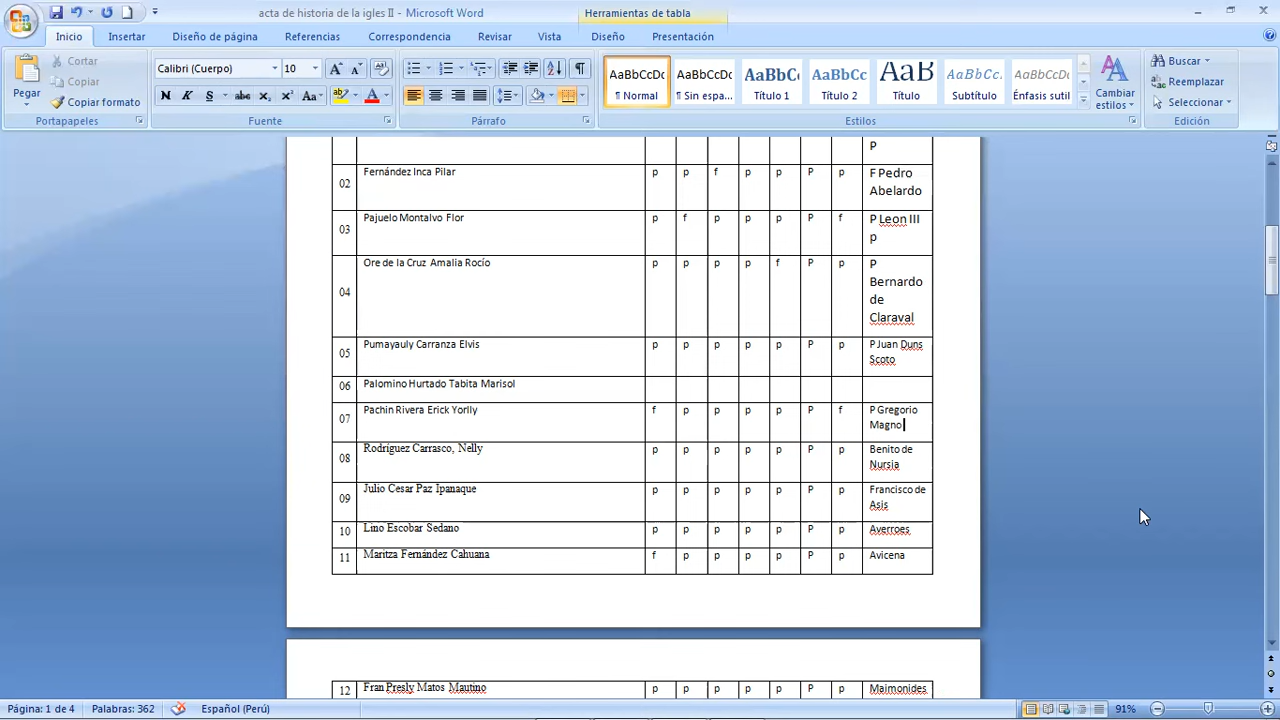 acta de historia de la igles II - Microsoft Word
Herramientas de tabla
Inicio Insertar Diseño de página Referencias Correspondencia Revisar Vista Diseño Presentación
Pegar
Cortar
Copiar
Copiar formato
Portapapeles
Calibri (Cuerpo) 10
N K S abc x₂ x² Aa
Fuente
Párrafo
AaBbCcDc AaBbCcDc AaBbC AaBbCc AaB AaBbCc. AaBbCcDc
¶ Normal ¶ Sin espa... Título 1 Título 2 Título Subtítulo Énfasis sutil
Cambiar
estilos
Estilos
Buscar
Reemplazar
Seleccionar
Edición
P
02 Fernández Inca Pilar p p f p p P p F Pedro
Abelardo
03 Pajuelo Montalvo Flor p f p p p P f P Leon III
p
04 Ore de la Cruz Amalia Rocío p p p p f P p P
Bernardo
de
Claraval
05 Pumayauly Carranza Elvis p p p p p P p P Juan Duns
Scoto
06 Palomino Hurtado Tabita Marisol
07 Pachin Rivera Erick Yorlly f p p p p P f P Gregorio
Magno
08 Rodríguez Carrasco, Nelly p p p p p P p Benito de
Nursia
09 Julio Cesar Paz Ipanaque p p p p p P p Francisco de
Asis
10 Lino Escobar Sedano p p p p p P p Averroes
11 Maritza Fernández Cahuana f p p p p P p Avicena
12 Fran Presly Matos Mautino p p p p p P p Maimonides
Página: 1 de 4 Palabras: 362 Español (Perú) 91%